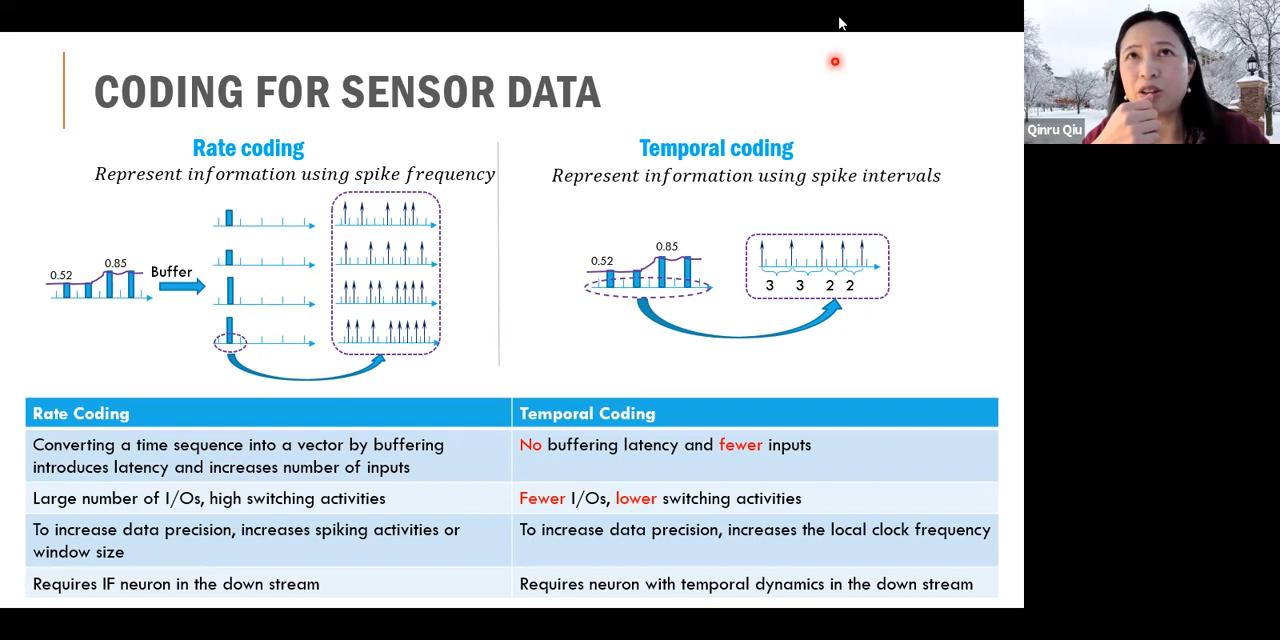 CODING FOR SENSOR DATA
Rate coding
Represent information using spike frequency
0.52
0.85
Buffer
Temporal coding
Represent information using spike intervals
0.52
0.85
3 3 2 2
Rate Coding
Temporal Coding
Converting a time sequence into a vector by buffering
introduces latency and increases number of inputs
No buffering latency and fewer inputs
Large number of I/Os, high switching activities
Fewer I/Os, lower switching activities
To increase data precision, increases spiking activities or
window size
To increase data precision, increases the local clock frequency
Requires IF neuron in the down stream
Requires neuron with temporal dynamics in the down stream
Qinru Qiu